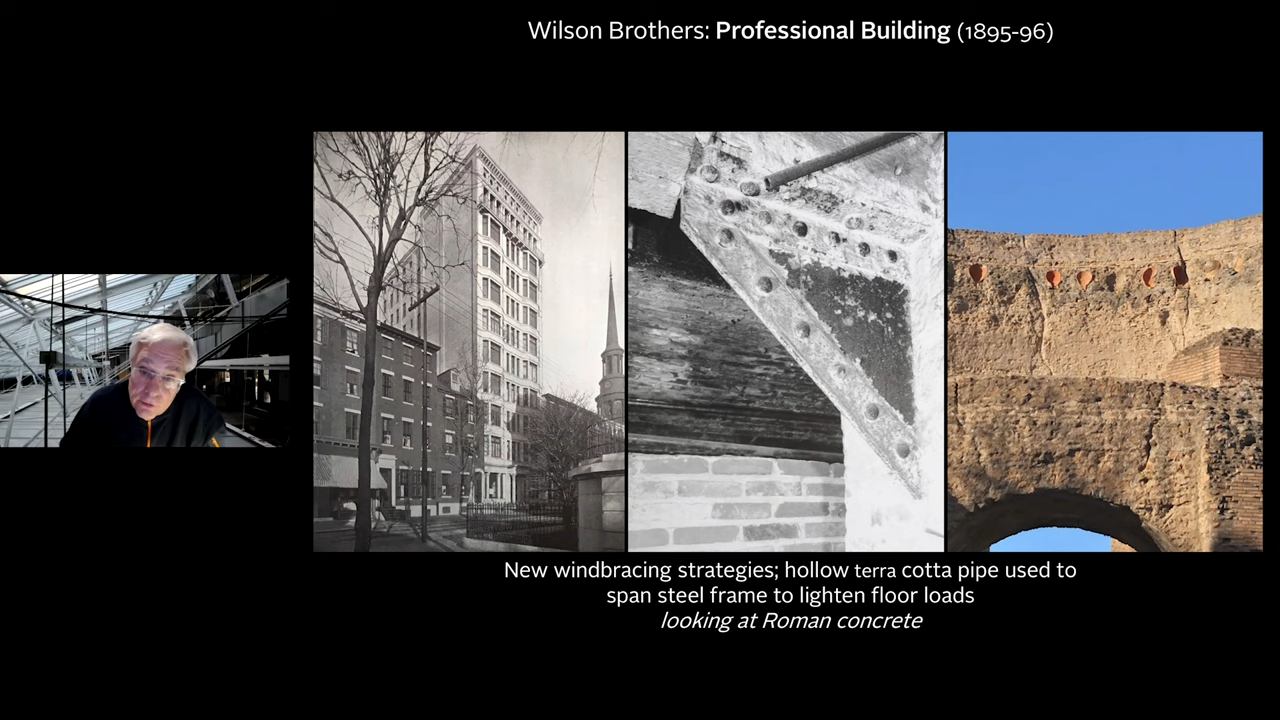 Wilson Brothers: Professional Building (1895-96)
New windbracing strategies; hollow terra cotta pipe used to
span steel frame to lighten floor loads
looking at Roman concrete